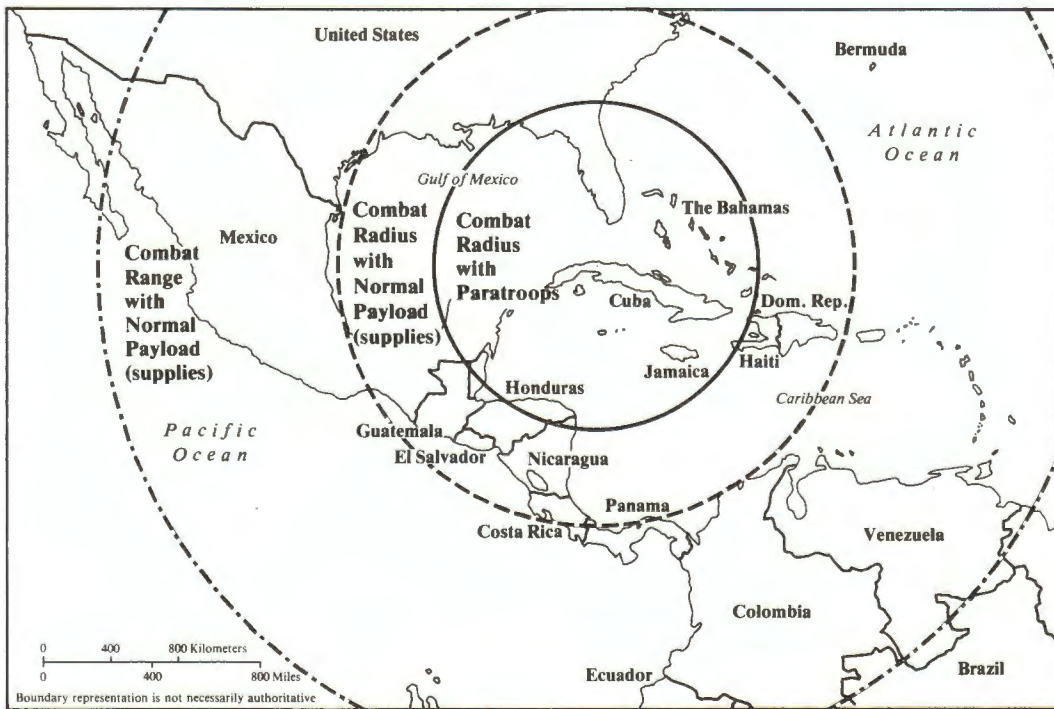 United States
Bermuda
Atlantic
Ocean
Gulf of Mexico
Combat
Radius
with
Normal
Payload
(supplies)
Combat
Radius
with
Paratroops
The Bahamas
Mexico
Combat
Range
with
Normal
Payload
(supplies)
Cuba
Dom. Rep.
Jamaica
Haiti
Honduras
Caribbean Sea
Pacific
Ocean
Guatemala
El Salvador
Nicaragua
Panama
Costa Rica
Venezuela
Colombia
Ecuador
Brazil
0 400 800 Kilometers
0 400 800 Miles
Boundary representation is not necessarily authoritative